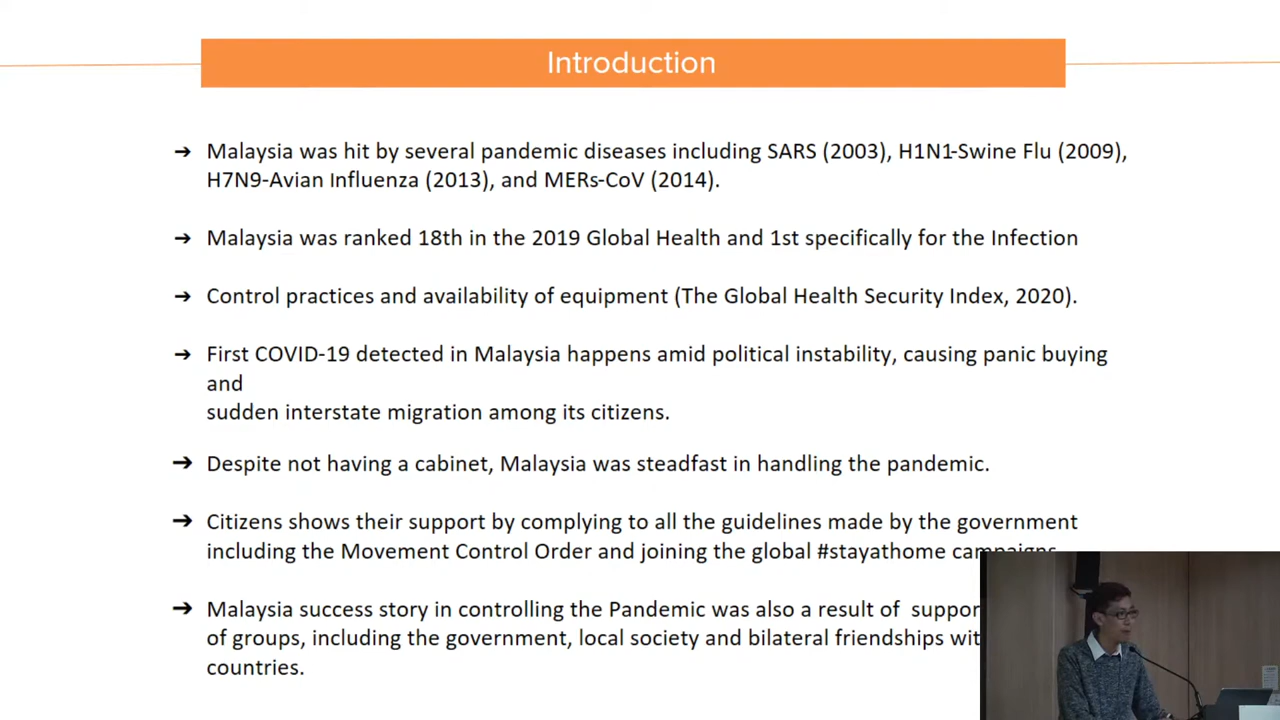 Introduction
➔ Malaysia was hit by several pandemic diseases including SARS (2003), H1N1-Swine Flu (2009),
H7N9-Avian Influenza (2013), and MERs-CoV (2014).
➔ Malaysia was ranked 18th in the 2019 Global Health and 1st specifically for the Infection
➔ Control practices and availability of equipment (The Global Health Security Index, 2020).
➔ First COVID-19 detected in Malaysia happens amid political instability, causing panic buying
and
sudden interstate migration among its citizens.
➔ Despite not having a cabinet, Malaysia was steadfast in handling the pandemic.
➔ Citizens shows their support by complying to all the guidelines made by the government
including the Movement Control Order and joining the global #stayathome campaigns
➔ Malaysia success story in controlling the Pandemic was also a result of
of groups, including the government, local society and bilateral friendships
countries.